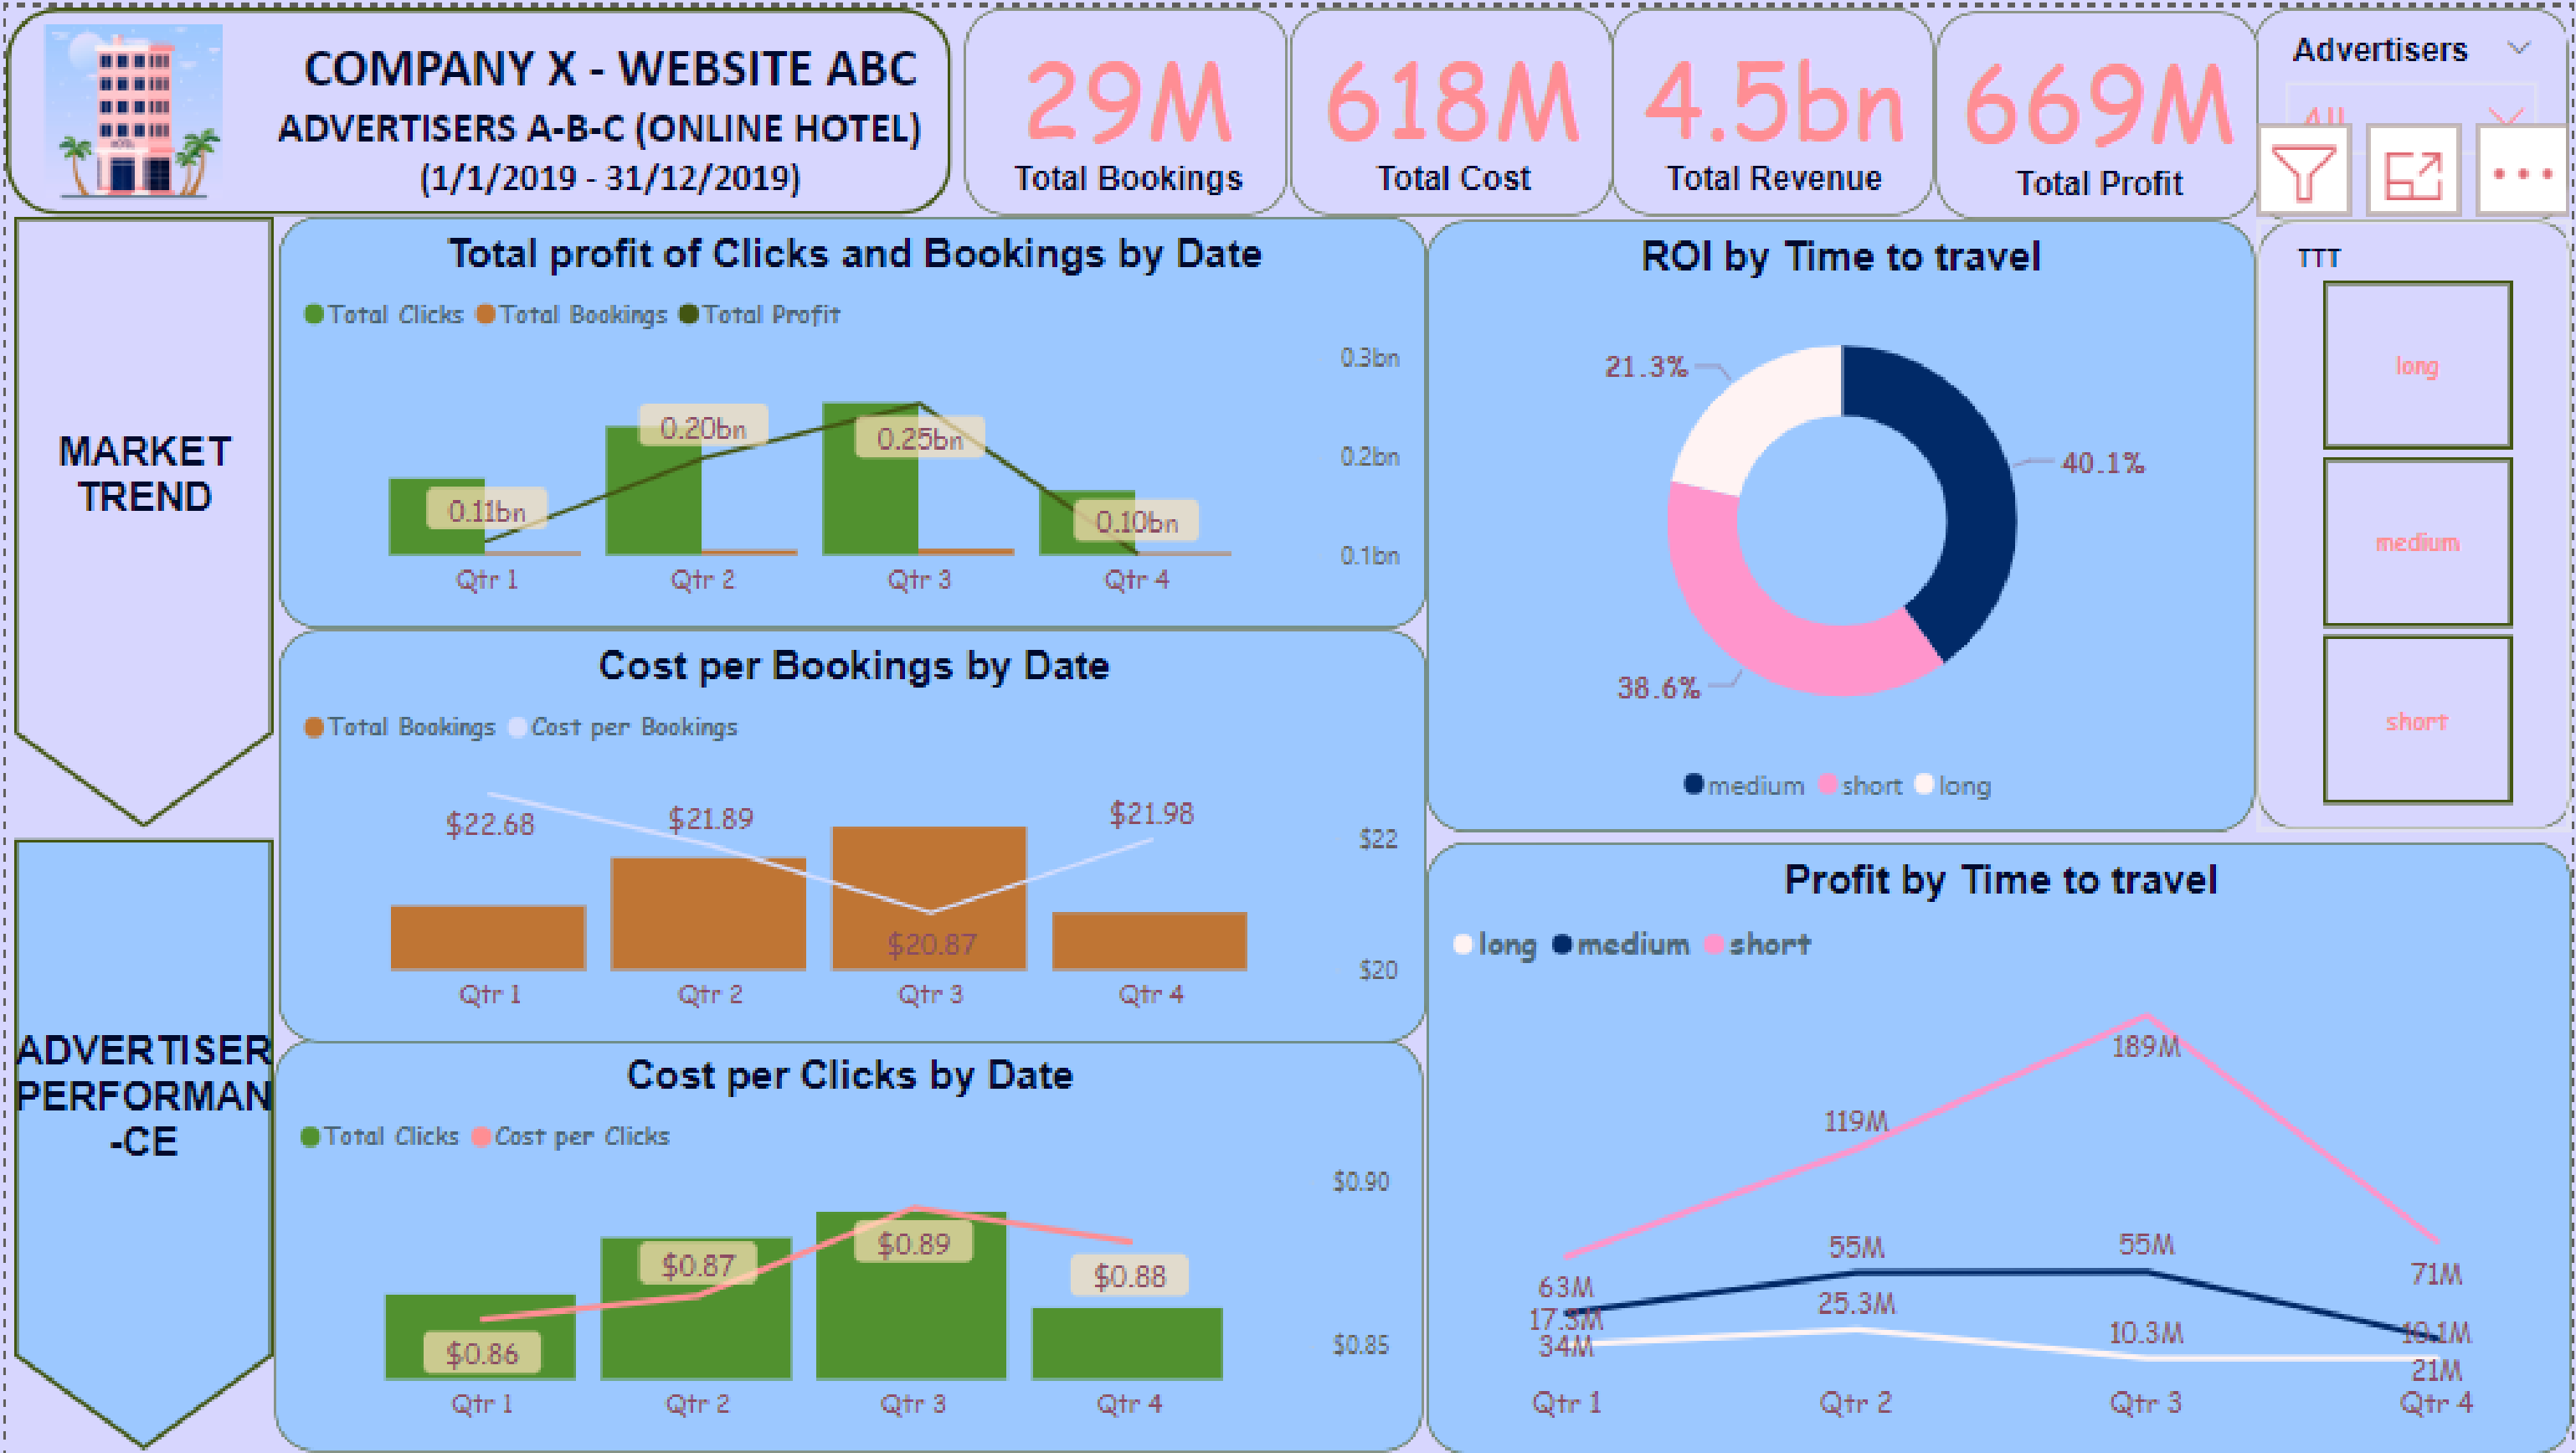 COMPANY X - WEBSITE ABC
ADVERTISERS A-B-C (ONLINE HOTEL)
(1/1/2019 - 31/12/2019)
29M
Total Bookings
618M
Total Cost
4.5bn
Total Revenue
669M
Total Profit
Advertisers
All
MARKET
TREND
ADVERTISER
PERFORMAN
-CE
Total profit of Clicks and Bookings by Date
Total Clicks Total Bookings Total Profit
0.3bn
0.2bn
0.1bn
0.11bn
0.20bn
0.25bn
0.10bn
Qtr 1 Qtr 2 Qtr 3 Qtr 4
Cost per Bookings by Date
Total Bookings Cost per Bookings
$22.68
$21.89
$20.87
$21.98
$22
$20
Qtr 1 Qtr 2 Qtr 3 Qtr 4
Cost per Clicks by Date
Total Clicks Cost per Clicks
$0.90
$0.85
$0.86
$0.87
$0.89
$0.88
Qtr 1 Qtr 2 Qtr 3 Qtr 4
ROI by Time to travel
21.3%
40.1%
38.6%
medium short long
TTT
long
medium
short
Profit by Time to travel
long medium short
63M
17.3M
34M
119M
55M
25.3M
189M
55M
10.3M
71M
10.1M
21M
Qtr 1 Qtr 2 Qtr 3 Qtr 4